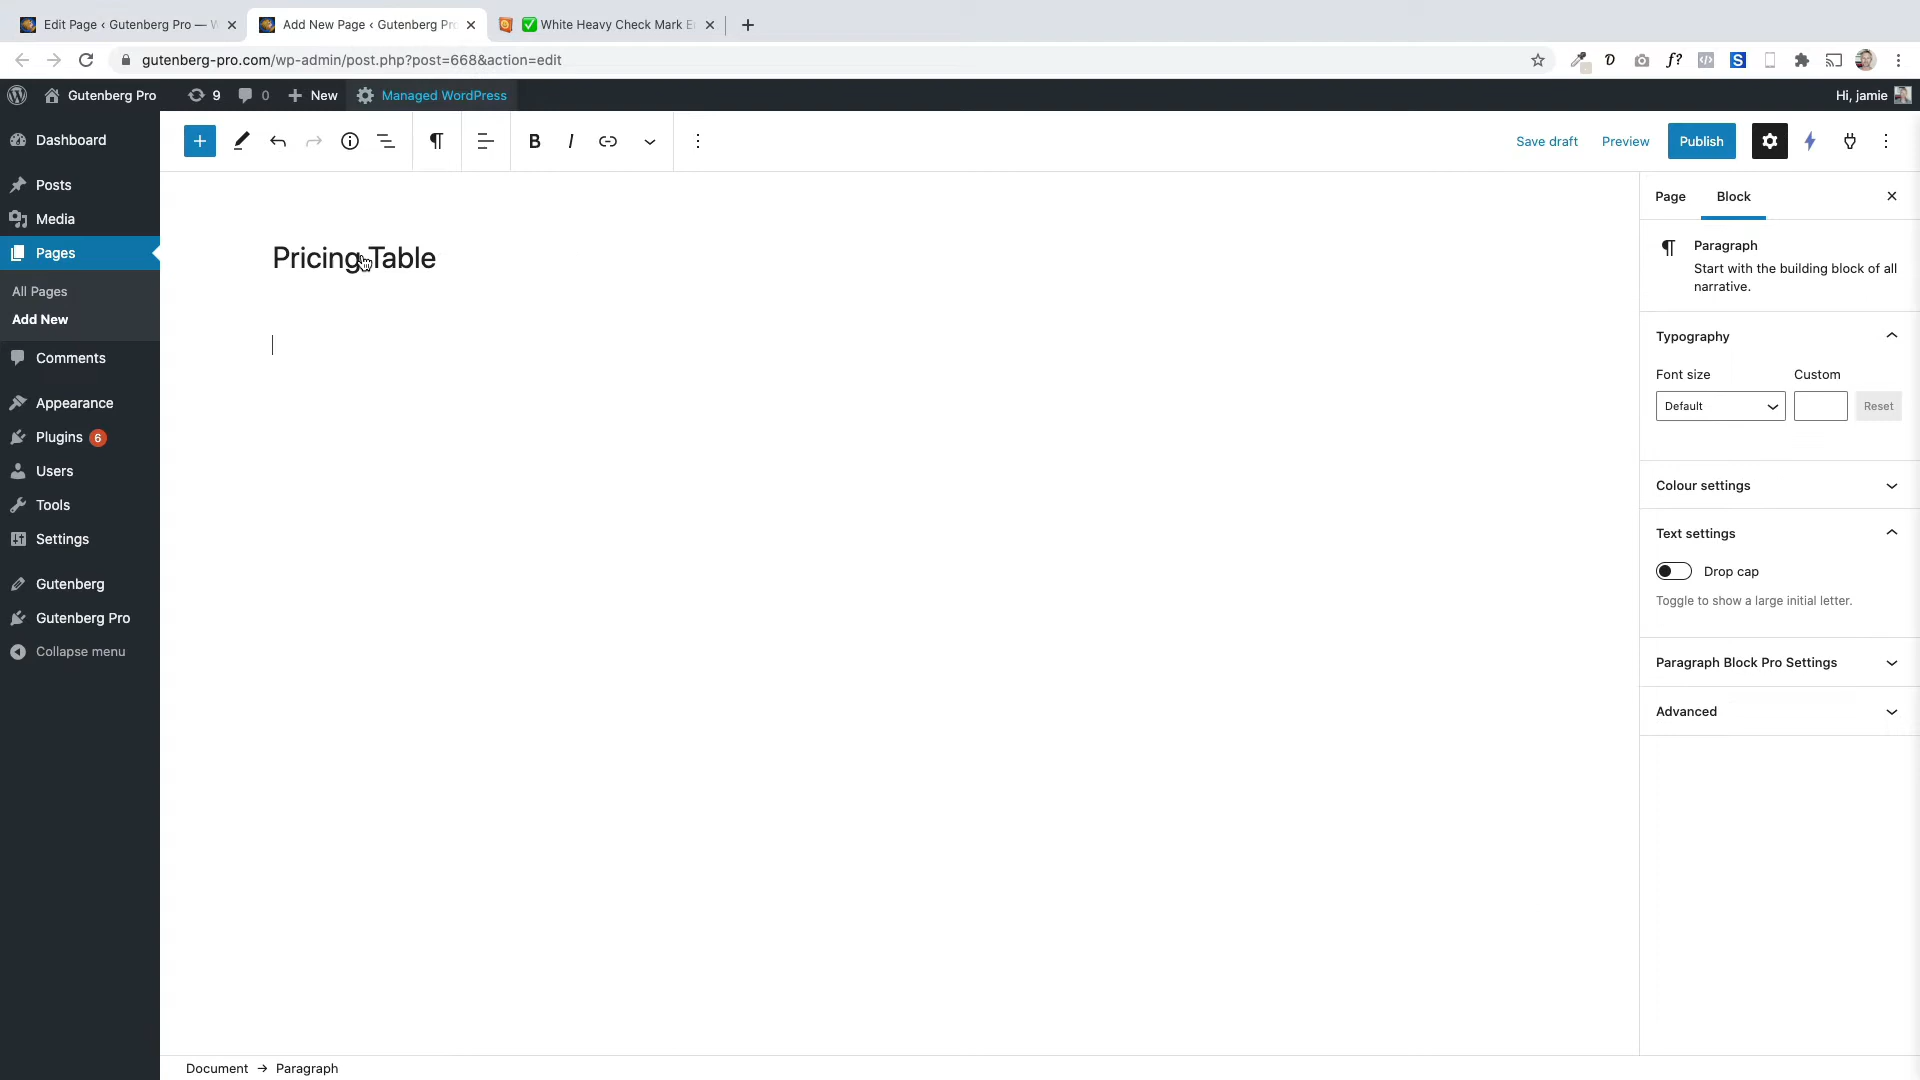 Edit Page ‹ Gutenberg Pro — W
Add New Page ‹ Gutenberg Pro
✅ White Heavy Check Mark E
gutenberg-pro.com/wp-admin/post.php?post=668&action=edit
Gutenberg Pro
9
0
New
Managed WordPress
Hi, jamie
Dashboard
Posts
Media
Pages
All Pages
Add New
Comments
Appearance
Plugins 6
Users
Tools
Settings
Gutenberg
Gutenberg Pro
Collapse menu
Save draft
Preview
Publish
Pricing Table
Page
Block
Paragraph
Start with the building block of all
narrative.
Typography
Font size
Custom
Default
Reset
Colour settings
Text settings
Drop cap
Toggle to show a large initial letter.
Paragraph Block Pro Settings
Advanced
Document → Paragraph